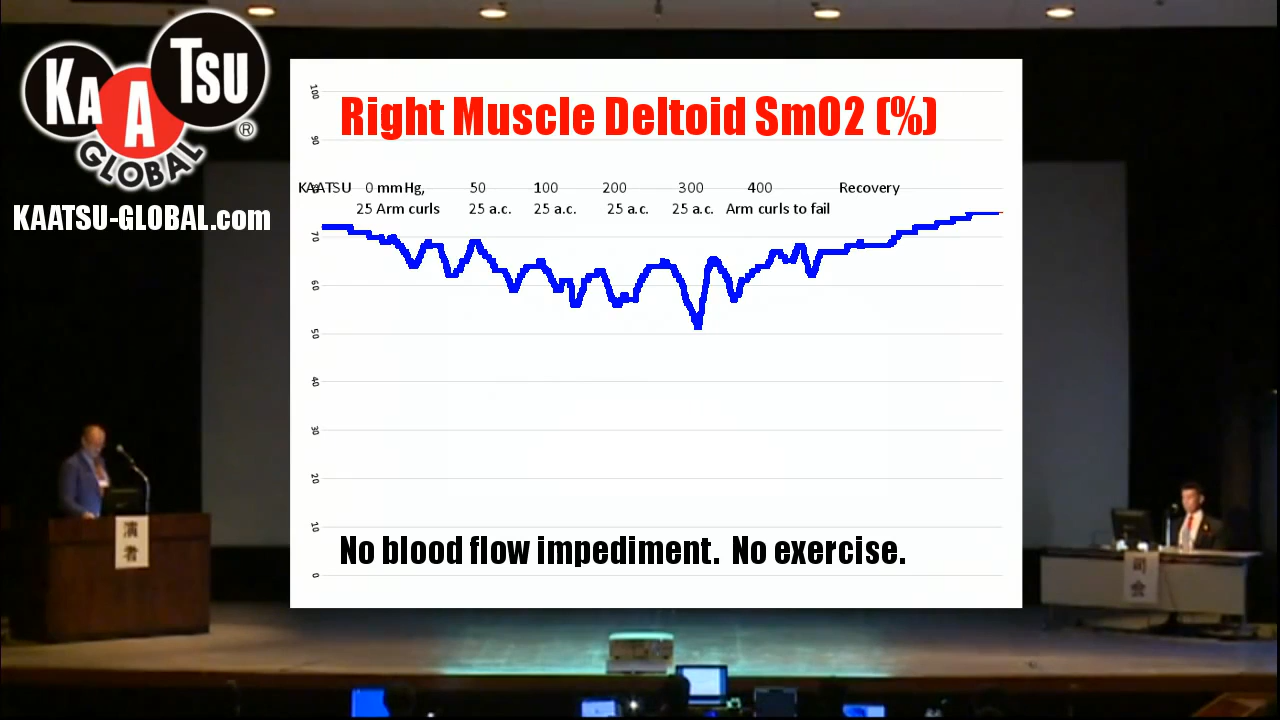 KAATSU
GLOBAL
®
KAATSU-GLOBAL.com
Right Muscle Deltoid SmO2 (%)
KAATSU 0 mmHg, 50 100 200 300 400 Recovery
25 Arm curls 25 a.c. 25 a.c. 25 a.c. 25 a.c. Arm curls to fail
100
90
80
70
60
50
40
30
20
10
0
No blood flow impediment. No exercise.
演者
司会